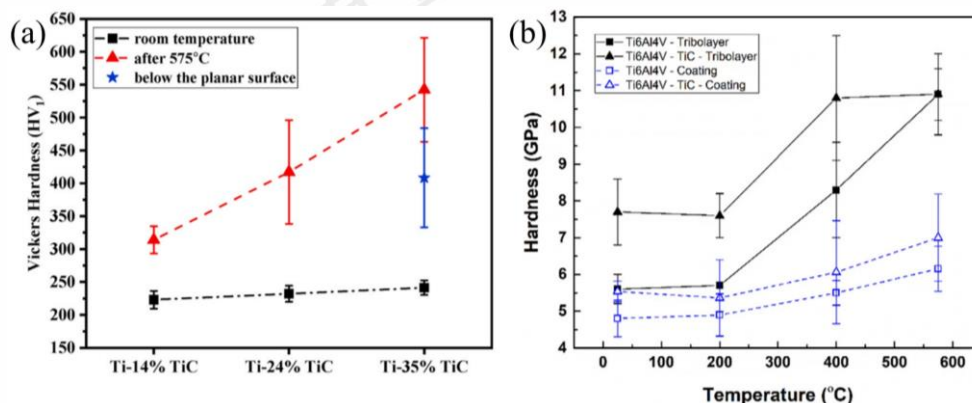 (a)
Vickers Hardness (HV1)
650
600
550
500
450
400
350
300
250
200
150
room temperature
after 575°C
below the planar surface
Ti-14% TiC
Ti-24% TiC
Ti-35% TiC
(b)
Hardness (GPa)
13
12
11
10
9
8
7
6
5
4
Ti6Al4V - Tribolayer
Ti6Al4V - TiC - Tribolayer
Ti6Al4V - Coating
Ti6Al4V - TiC - Coating
0 100 200 300 400 500 600
Temperature (°C)